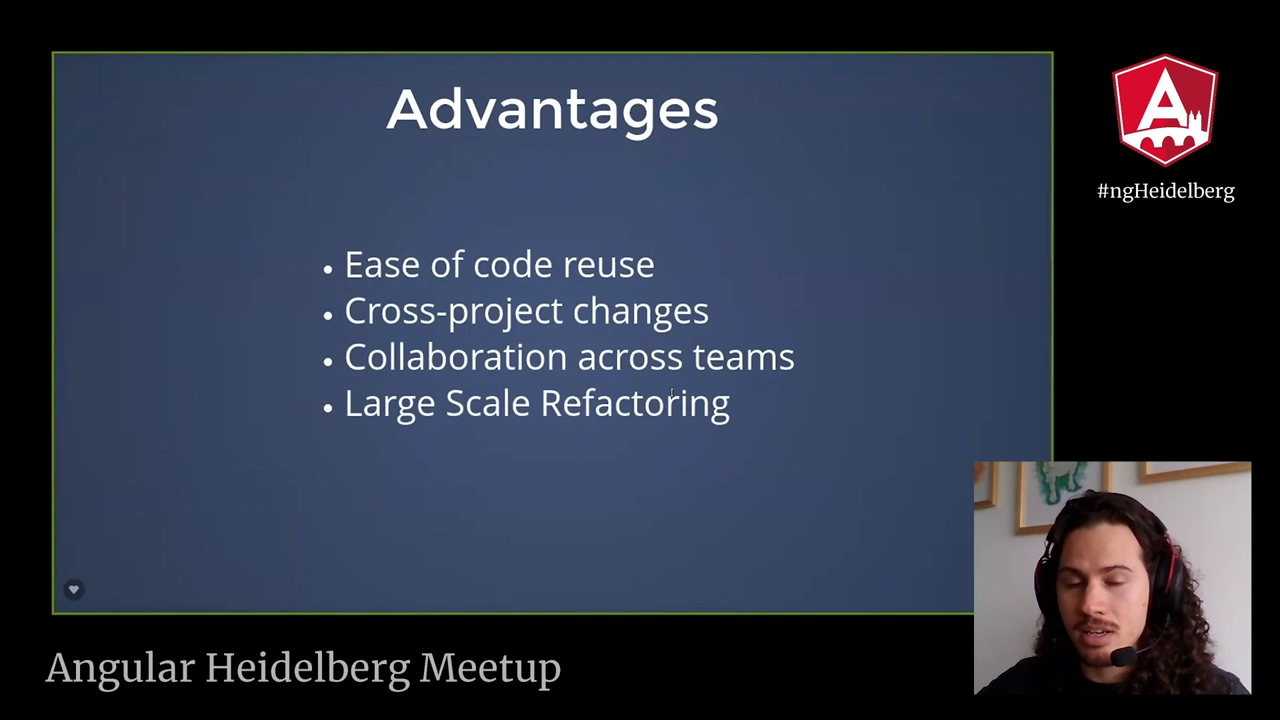 Advantages
• Ease of code reuse
• Cross-project changes
• Collaboration across teams
• Large Scale Refactoring
A
#ngHeidelberg
Angular Heidelberg Meetup